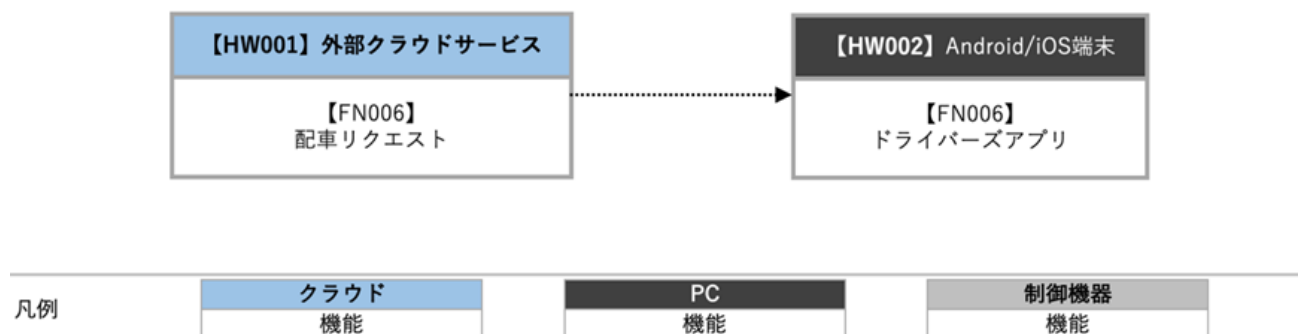 【HW001】外部クラウドサービス
【FN006】
配車リクエスト
【HW002】Android/iOS端末
【FN006】
ドライバーズアプリ
凡例
クラウド
機能
PC
機能
制御機器
機能